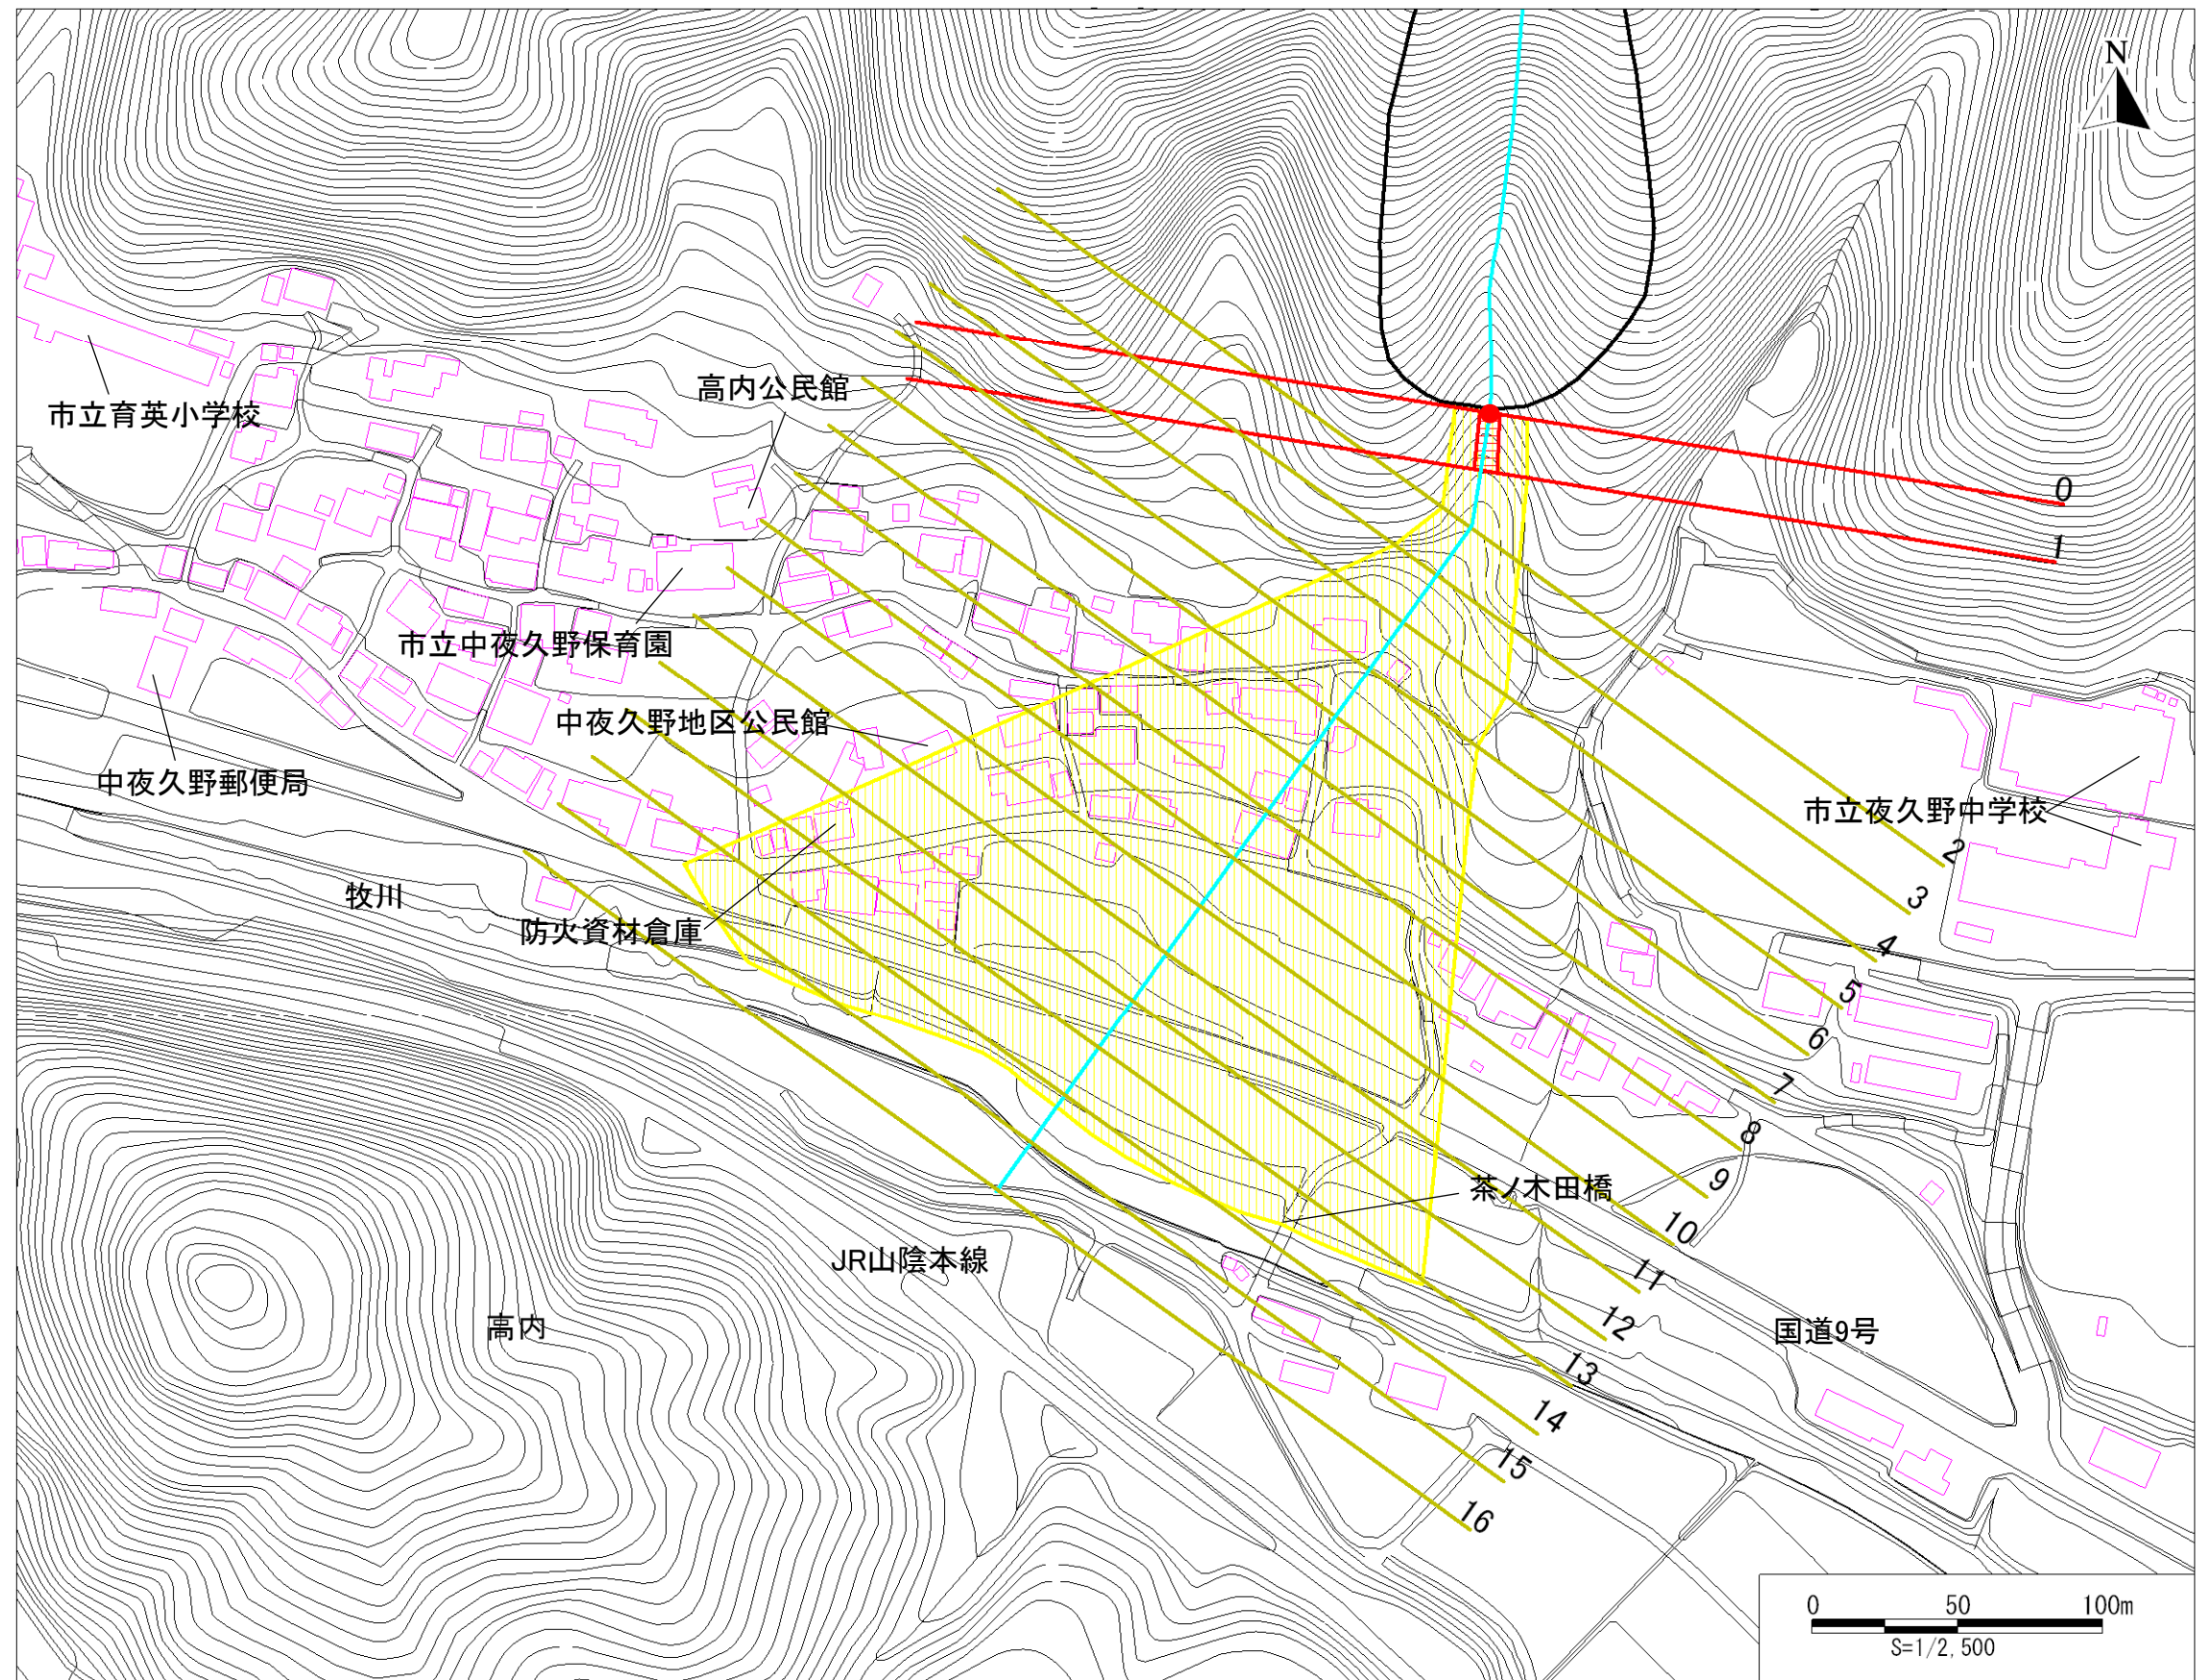 N
高内公民館
市立育英小学校
0
1
市立中夜久野保育園
中夜久野地区公民館
中夜久野郵便局
市立夜久野中学校
2
3
牧川
防火資材倉庫
4
5
6
7
8
9
茶ノ木田橋
10
JR山陰本線
11
高内
12
国道9号
13
14
15
16
0 50 100m
S=1/2,500